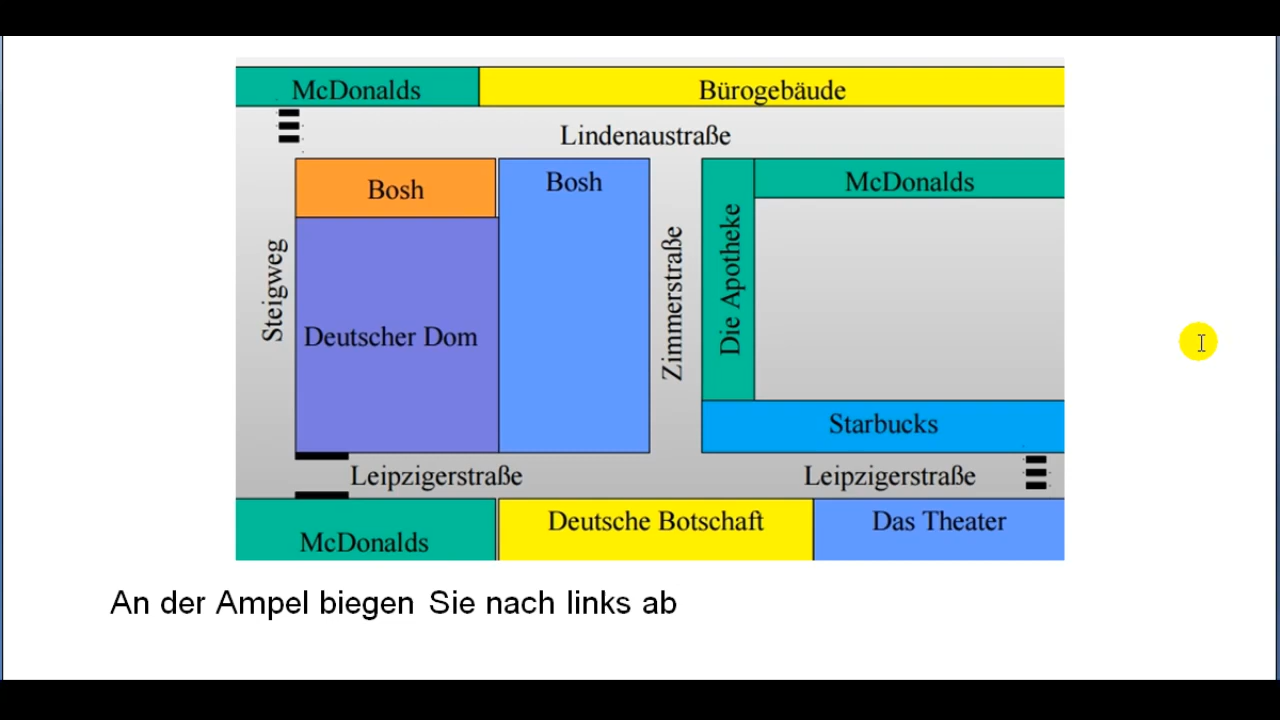 McDonalds
Bürogebäude
Lindenaustraße
Bosh
Bosh
McDonalds
Steigweg
Deutscher Dom
Zimmerstraße
Die Apotheke
Starbucks
Leipzigerstraße
Leipzigerstraße
McDonalds
Deutsche Botschaft
Das Theater
An der Ampel biegen Sie nach links ab